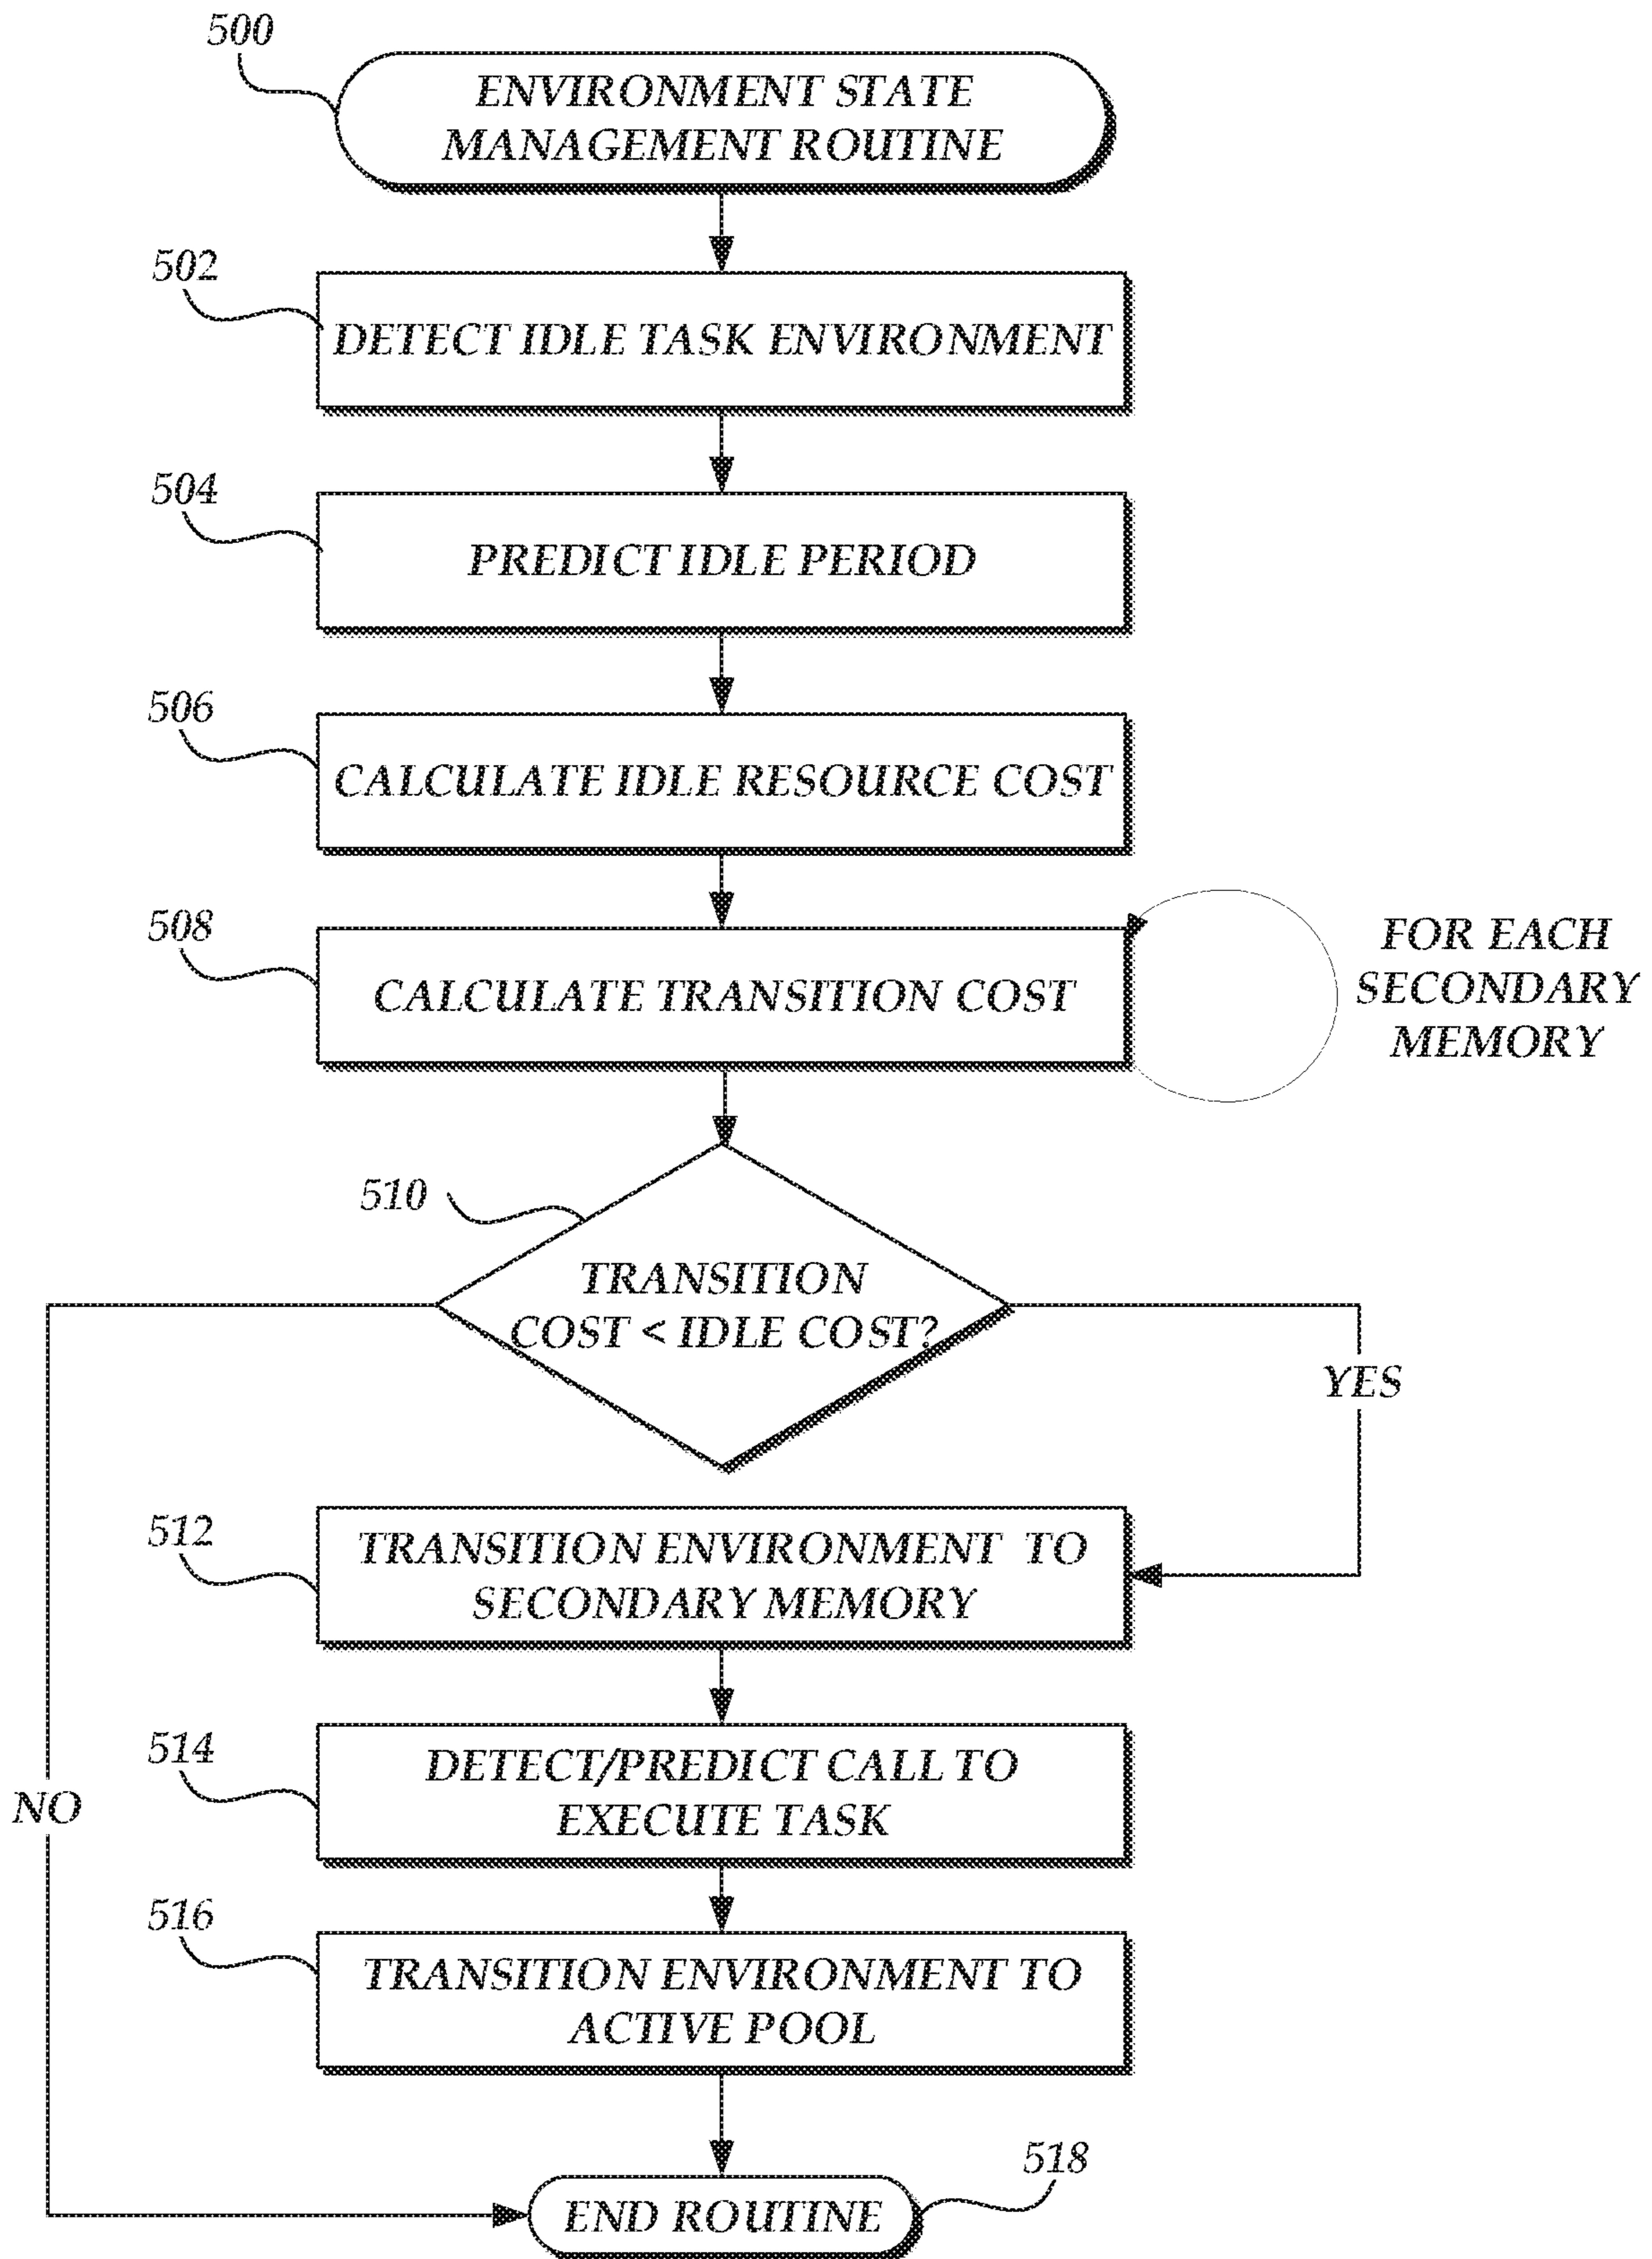 500
ENVIRONMENT STATE
MANAGEMENT ROUTINE
502
DETECT IDLE TASK ENVIRONMENT
504
PREDICT IDLE PERIOD
506
CALCULATE IDLE RESOURCE COST
508
CALCULATE TRANSITION COST
FOR EACH
SECONDARY
MEMORY
510
TRANSITION
COST < IDLE COST?
YES
512
TRANSITION ENVIRONMENT TO
SECONDARY MEMORY
514
DETECT/PREDICT CALL TO
EXECUTE TASK
NO
516
TRANSITION ENVIRONMENT TO
ACTIVE POOL
518
END ROUTINE